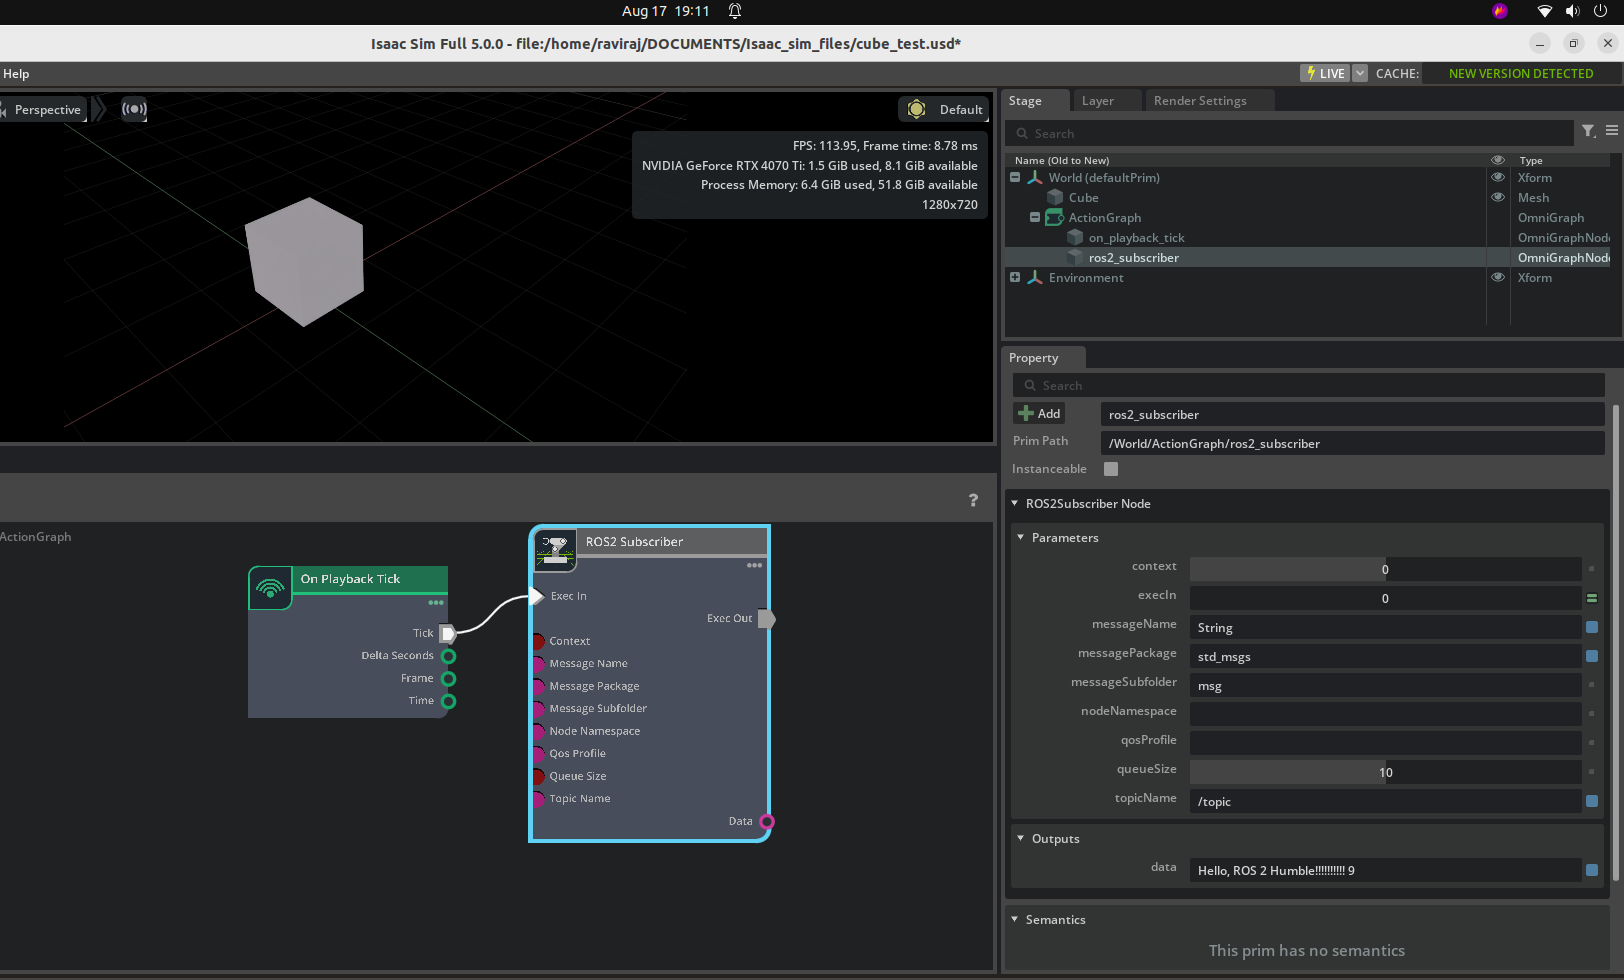 Aug 17 19:11
Isaac Sim Full 5.0.0 - file:/home/raviraj/DOCUMENTS/Isaac_sim_files/cube_test.usd*
Help
LIVE
CACHE:
NEW VERSION DETECTED
Perspective
Default
FPS: 113.95, Frame time: 8.78 ms
NVIDIA GeForce RTX 4070 Ti: 1.5 GiB used, 8.1 GiB available
Process Memory: 6.4 GiB used, 51.8 GiB available
1280x720
Stage
Layer
Render Settings
Search
Name (Old to New)
Type
World (defaultPrim)
Xform
Cube
Mesh
ActionGraph
OmniGraph
on_playback_tick
OmniGraphNode
ros2_subscriber
OmniGraphNode
Environment
Xform
Property
Search
Add
ros2_subscriber
Prim Path
/World/ActionGraph/ros2_subscriber
Instanceable
ROS2Subscriber Node
Parameters
context
0
execIn
0
messageName
String
messagePackage
std_msgs
messageSubfolder
msg
nodeNamespace
qosProfile
queueSize
10
topicName
/topic
Outputs
data
Hello, ROS 2 Humble!!!!!!!!!! 9
Semantics
This prim has no semantics
?
ActionGraph
On Playback Tick
Tick
Delta Seconds
Frame
Time
ROS2 Subscriber
Exec In
Exec Out
Context
Message Name
Message Package
Message Subfolder
Node Namespace
Qos Profile
Queue Size
Topic Name
Data